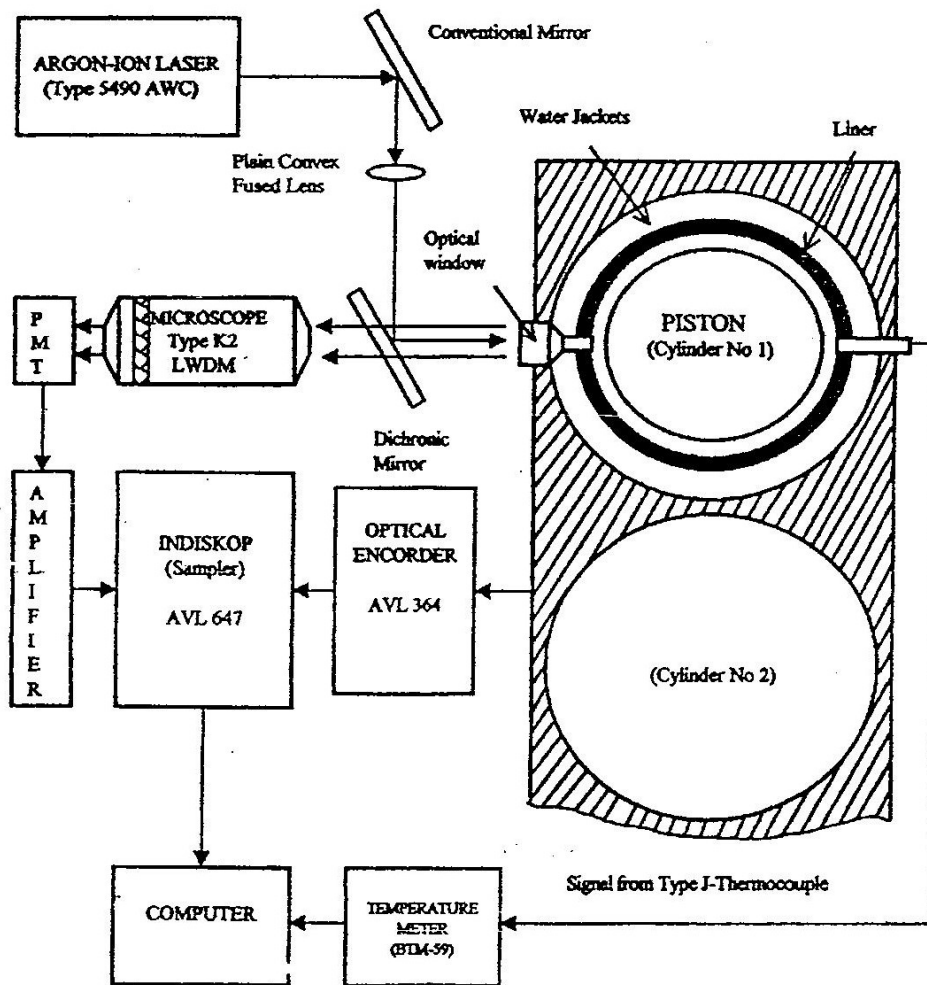 ARGON-ION LASER
(Type 5490 AWC)
Conventional Mirror
Water Jackets
Liner
Plain Convex
Fused Lens
Optical
window
P
M
T
MICROSCOPE
Type K2
LWDM
PISTON
(Cylinder No 1)
Dichronic
Mirror
A
M
P
L
I
F
I
E
R
INDISKOP
(Sampler)
AVL 647
OPTICAL
ENCORDER
AVL 364
(Cylinder No 2)
Signal from Type J-Thermocouple
COMPUTER
TEMPERATURE
METER
(BTM-59)